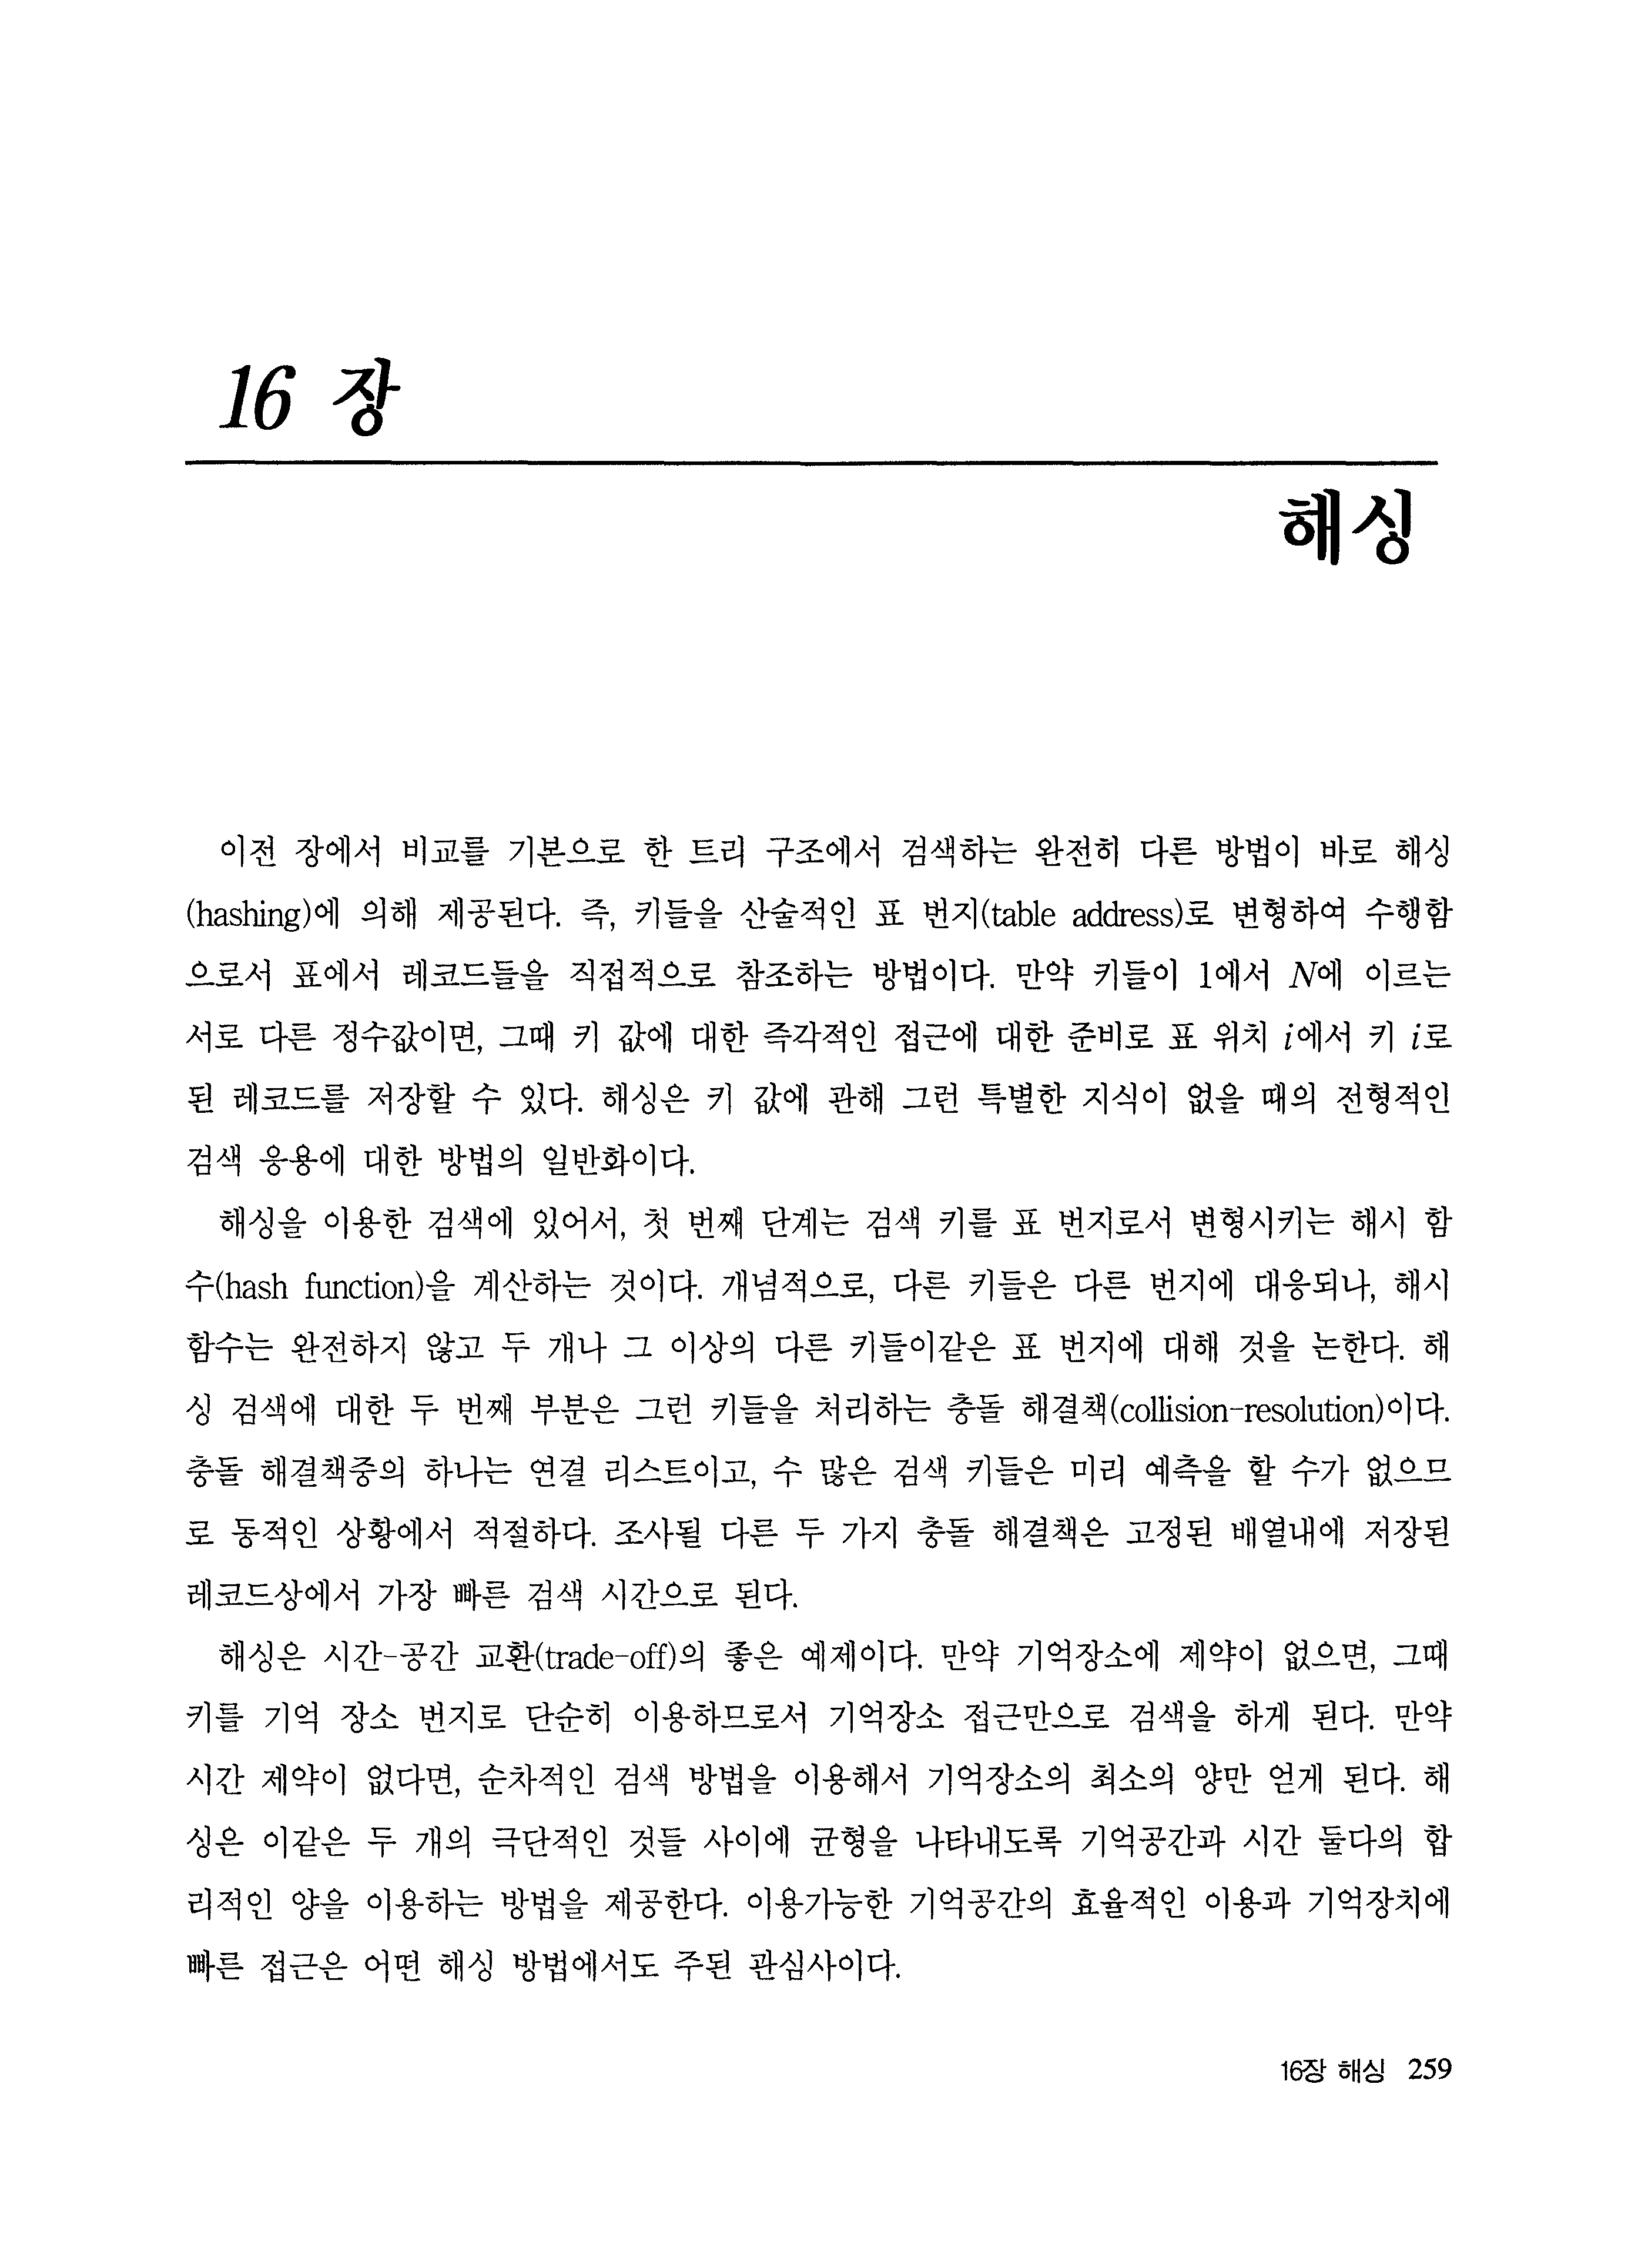 16 장
해싱
이전 장에서 비교를 기본으로 한 트리 구조에서 검색하는 완전히 다른 방법이 바로 해싱
(hashing)에 의해 제공된다. 즉, 키들을 산술적인 표 번지(table address)로 변형하여 수행함
으로서 표에서 레코드들을 직접적으로 참조하는 방법이다. 만약 키들이 1에서 N에 이르는
서로 다른 정수값이면, 그때 키 값에 대한 즉각적인 접근에 대한 준비로 표 위치 i에서 키 i로
된 레코드를 저장할 수 있다. 해싱은 키 값에 관해 그런 특별한 지식이 없을 때의 전형적인
검색 응용에 대한 방법의 일반화이다.
해싱을 이용한 검색에 있어서, 첫 번째 단계는 검색 키를 표 번지로서 변형시키는 해시 함
수(hash function)을 계산하는 것이다. 개념적으로, 다른 키들은 다른 번지에 대응되나, 해시
함수는 완전하지 않고 두 개나 그 이상의 다른 키들이같은 표 번지에 대해 것을 논한다. 해
싱 검색에 대한 두 번째 부분은 그런 키들을 처리하는 충돌 해결책(collision-resolution)이다.
충돌 해결책중의 하나는 연결 리스트이고, 수 많은 검색 키들은 미리 예측을 할 수가 없으므
로 동적인 상황에서 적절하다. 조사될 다른 두 가지 충돌 해결책은 고정된 배열내에 저장된
레코드상에서 가장 빠른 검색 시간으로 된다.
해싱은 시간-공간 교환(trade-off)의 좋은 예제이다. 만약 기억장소에 제약이 없으면, 그때
키를 기억 장소 번지로 단순히 이용하므로서 기억장소 접근만으로 검색을 하게 된다. 만약
시간 제약이 없다면, 순차적인 검색 방법을 이용해서 기억장소의 최소의 양만 얻게 된다. 해
싱은 이같은 두 개의 극단적인 것들 사이에 균형을 나타내도록 기억공간과 시간 둘다의 합
리적인 양을 이용하는 방법을 제공한다. 이용가능한 기억공간의 효율적인 이용과 기억장치에
빠른 접근은 어떤 해싱 방법에서도 주된 관심사이다.
16장 해싱 259